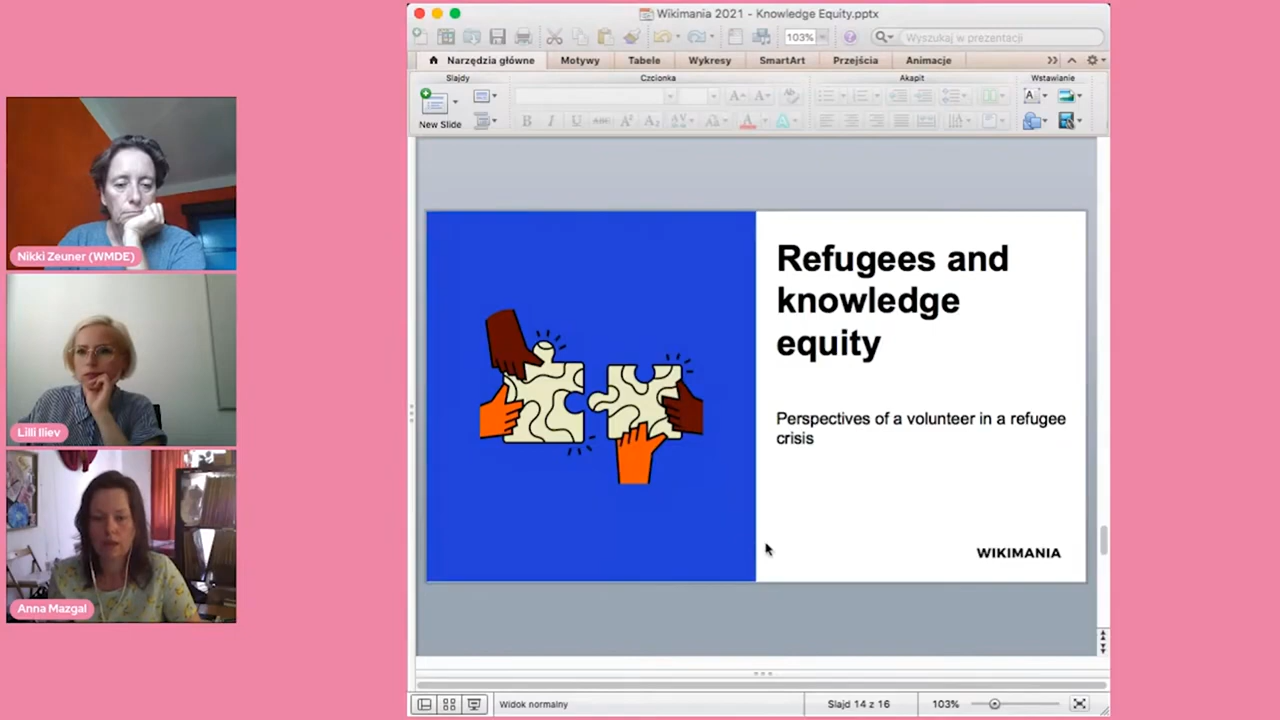 Wikimania 2021 - Knowledge Equity.pptx
103%
Wyszukaj w prezentacji
Narzędzia główne
Motywy
Tabele
Wykresy
SmartArt
Przejścia
Animacje
Slajdy
Czcionka
Akapit
Wstawianie
New Slide
Nikki Zeuner (WMDE)
Lilli Iliev
Anna Mazgal
Refugees and
knowledge
equity
Perspectives of a volunteer in a refugee
crisis
WIKIMANIA
Widok normalny
Slajd 14 z 16
103%